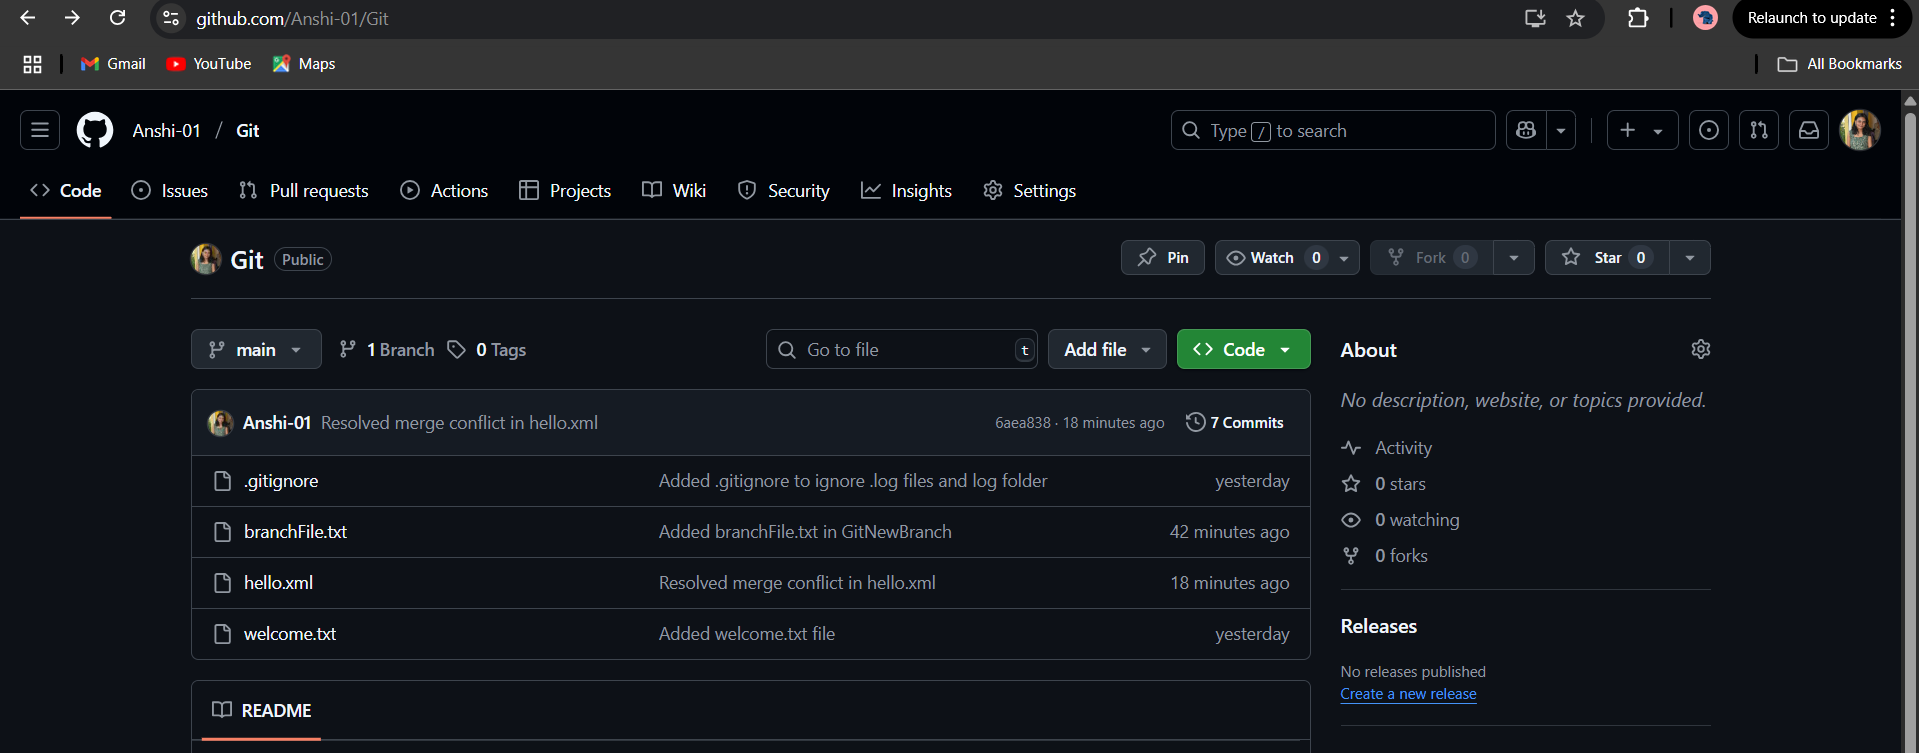 github.com/Anshi-01/Git
Relaunch to update
Gmail
YouTube
Maps
All Bookmarks
Anshi-01 / Git
Type / to search
Code
Issues
Pull requests
Actions
Projects
Wiki
Security
Insights
Settings
Git
Public
Pin
Watch 0
Fork 0
Star 0
main
1 Branch
0 Tags
Go to file
t
Add file
Code
About
No description, website, or topics provided.
Anshi-01 Resolved merge conflict in hello.xml
6aea838 · 18 minutes ago
7 Commits
.gitignore
Added .gitignore to ignore .log files and log folder
yesterday
branchFile.txt
Added branchFile.txt in GitNewBranch
42 minutes ago
hello.xml
Resolved merge conflict in hello.xml
18 minutes ago
welcome.txt
Added welcome.txt file
yesterday
Activity
0 stars
0 watching
0 forks
Releases
No releases published
Create a new release
README